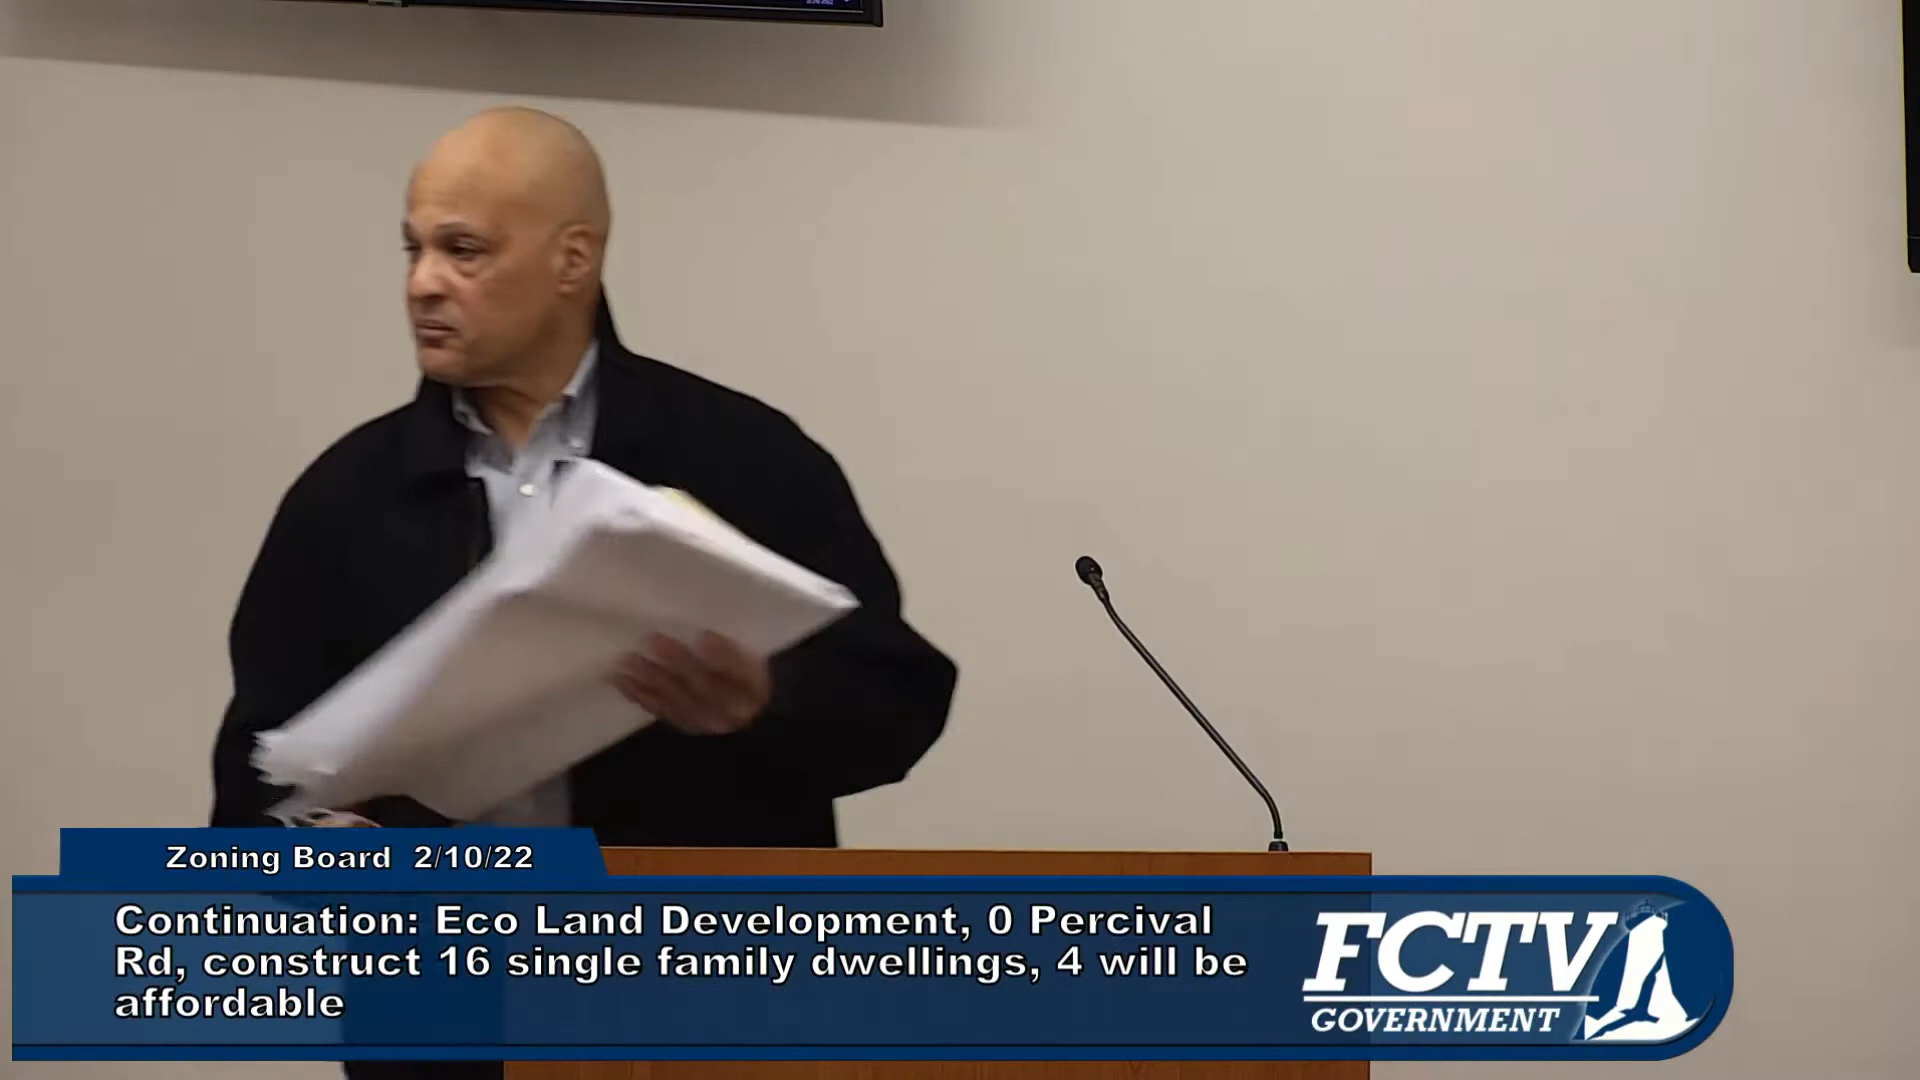 Zoning Board 2/10/22
Continuation: Eco Land Development, 0 Percival
Rd, construct 16 single family dwellings, 4 will be
affordable
FCTV
GOVERNMENT